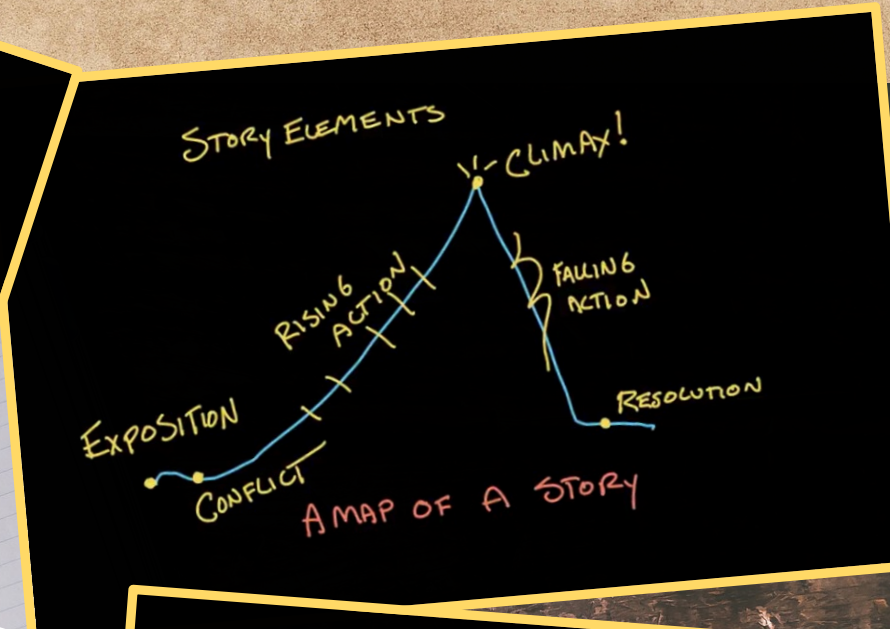 STORY ELEMENTS
CLIMAX!
RISING
ACTION
FALLING
ACTION
EXPOSITION
CONFLICT
RESOLUTION
A MAP OF A STORY